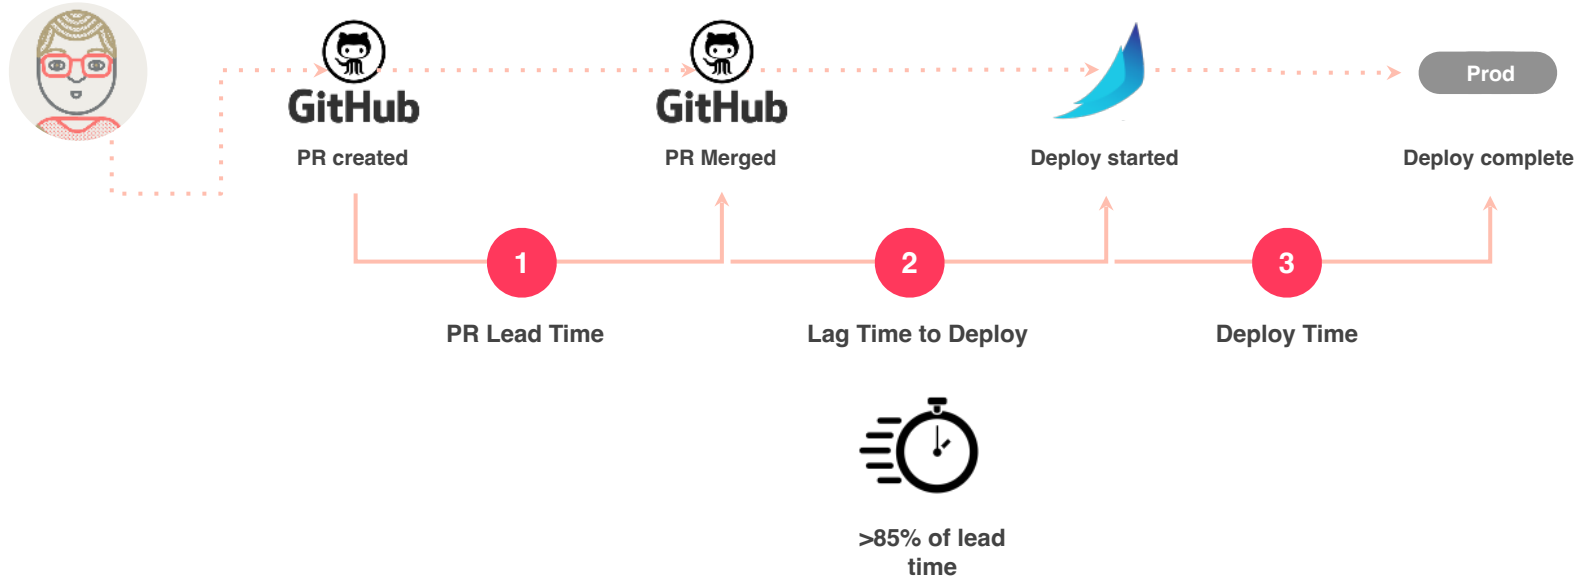 GitHub
GitHub
Prod
PR created
PR Merged
Deploy started
Deploy complete
1
2
3
PR Lead Time
Lag Time to Deploy
Deploy Time
>85% of lead
time